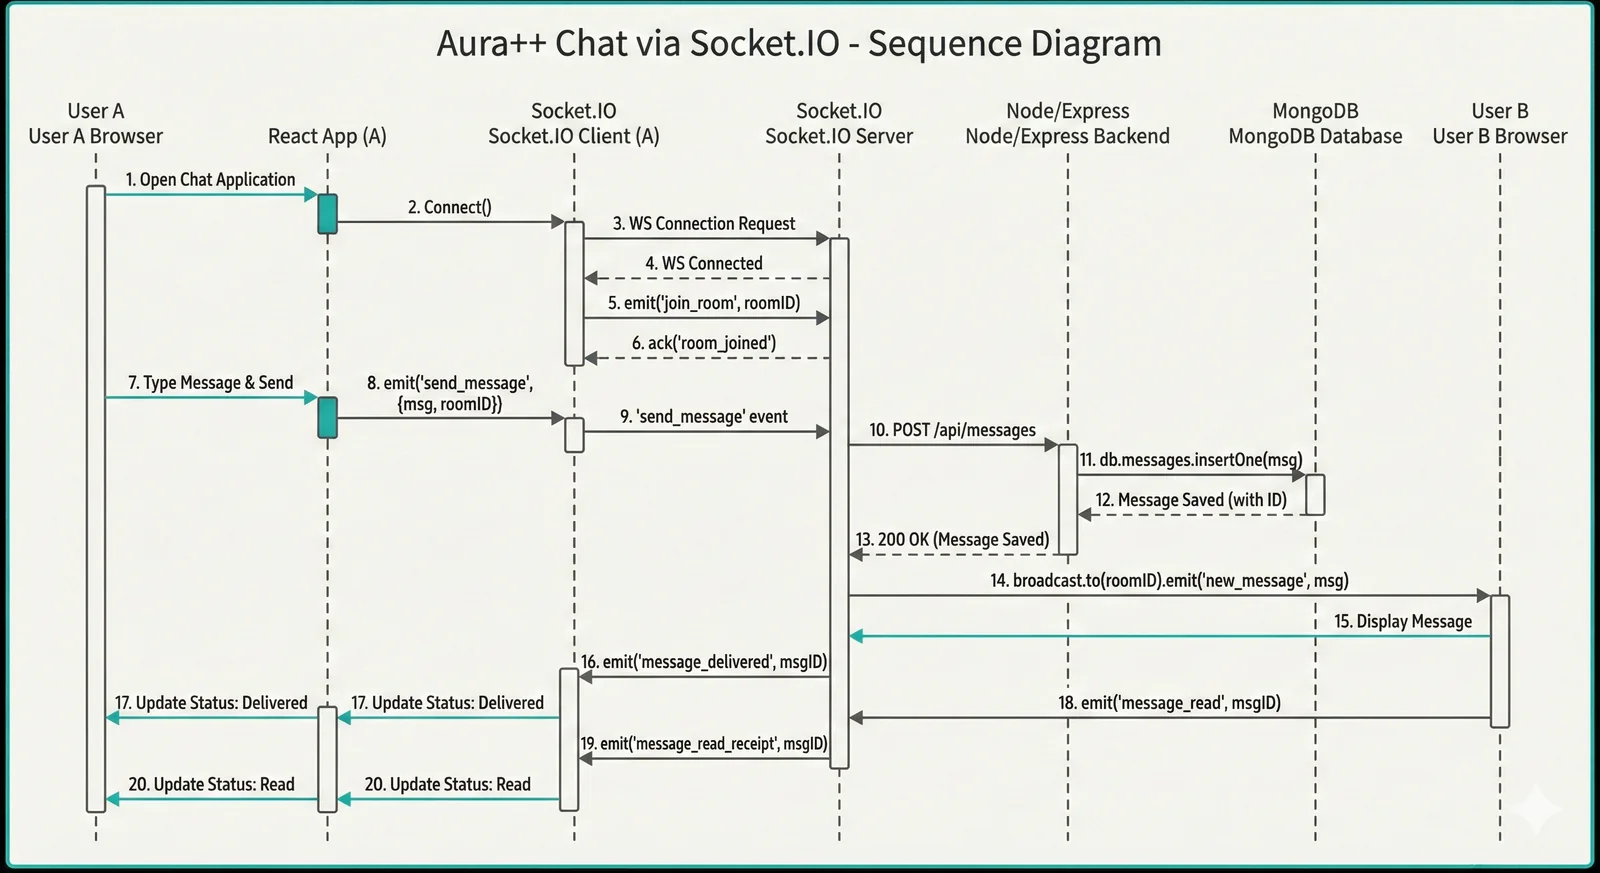 Aura++ Chat via Socket.IO - Sequence Diagram
User A
User A Browser
React App (A)
Socket.IO
Socket.IO Client (A)
Socket.IO
Socket.IO Server
Node/Express
Node/Express Backend
MongoDB
MongoDB Database
User B
User B Browser
1. Open Chat Application
2. Connect()
3. WS Connection Request
4. WS Connected
5. emit('join_room', roomID)
6. ack('room_joined')
7. Type Message & Send
8. emit('send_message',
{msg, roomID})
9. 'send_message' event
10. POST /api/messages
11. db.messages.insertOne(msg)
12. Message Saved (with ID)
13. 200 OK (Message Saved)
14. broadcast.to(roomID).emit('new_message', msg)
15. Display Message
16. emit('message_delivered', msgID)
17. Update Status: Delivered
17. Update Status: Delivered
18. emit('message_read', msgID)
19. emit('message_read_receipt', msgID)
20. Update Status: Read
20. Update Status: Read